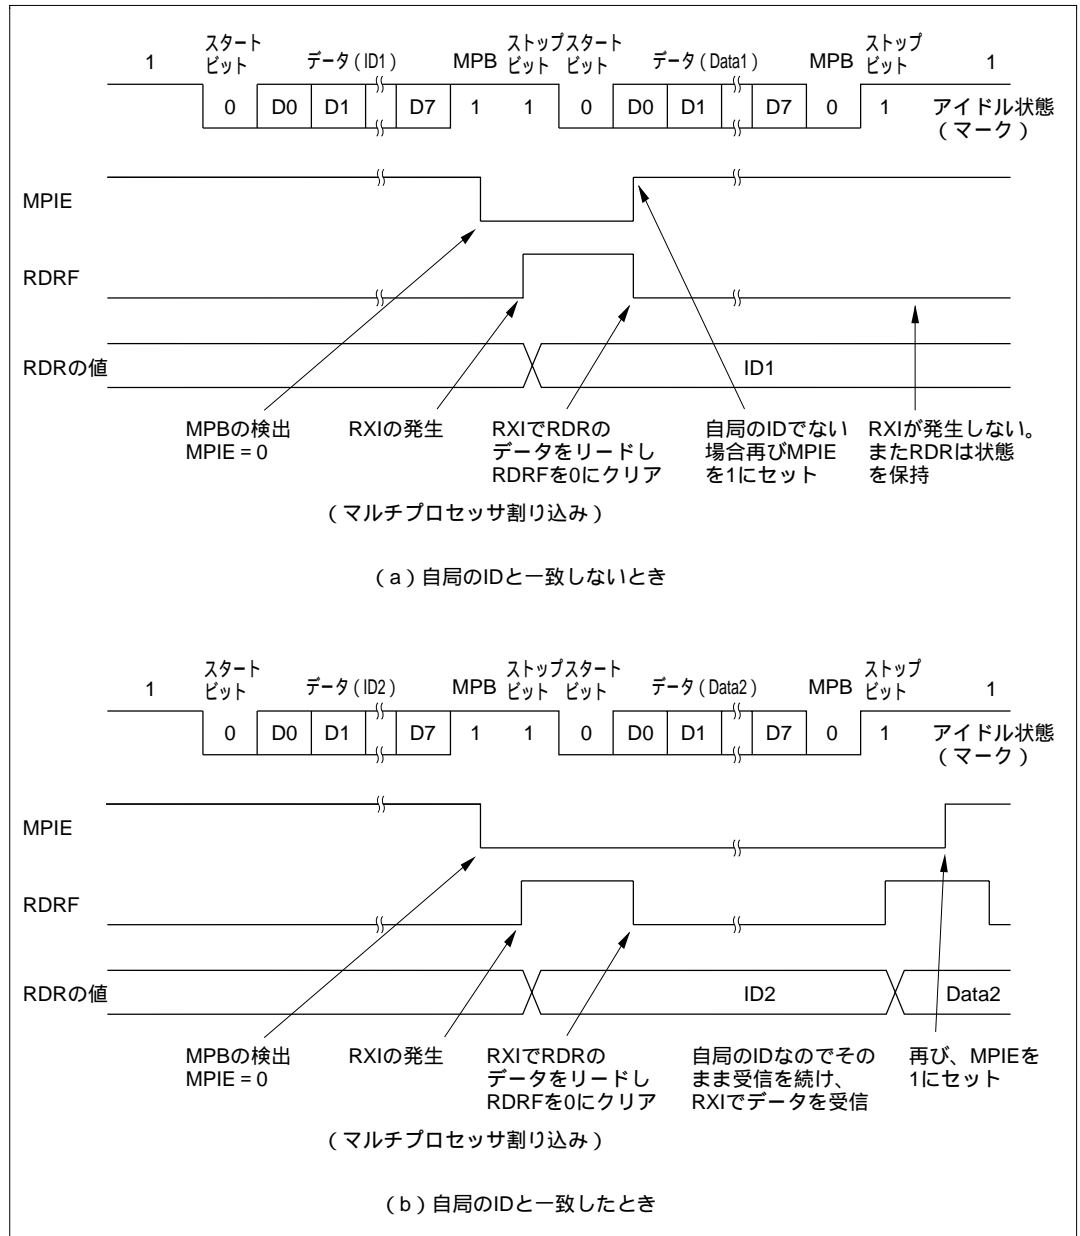 スタート ストップスタート ストップ
1 ビット データ（ID1） MPB ビット ビット データ（Data1） MPB ビット 1
0 D0 D1 D7 1 1 0 D0 D1 D7 0 1 アイドル状態
（マーク）
MPIE
RDRF
RDRの値 ID1
MPBの検出 RXIの発生 RXIでRDRの 自局のIDでない RXIが発生しない。
MPIE = 0 データをリードし 場合再びMPIE またRDRは状態
RDRFを0にクリア を1にセット を保持
（マルチプロセッサ割り込み）
（a）自局のIDと一致しないとき
スタート ストップスタート ストップ
1 ビット データ（ID2） MPB ビット ビット データ（Data2） MPB ビット 1
0 D0 D1 D7 1 1 0 D0 D1 D7 0 1 アイドル状態
（マーク）
MPIE
RDRF
RDRの値 ID2 Data2
MPBの検出 RXIの発生 RXIでRDRの 自局のIDなのでその 再び、MPIEを
MPIE = 0 データをリードし まま受信を続け、 1にセット
RDRFを0にクリア RXIでデータを受信
（マルチプロセッサ割り込み）
（b）自局のIDと一致したとき